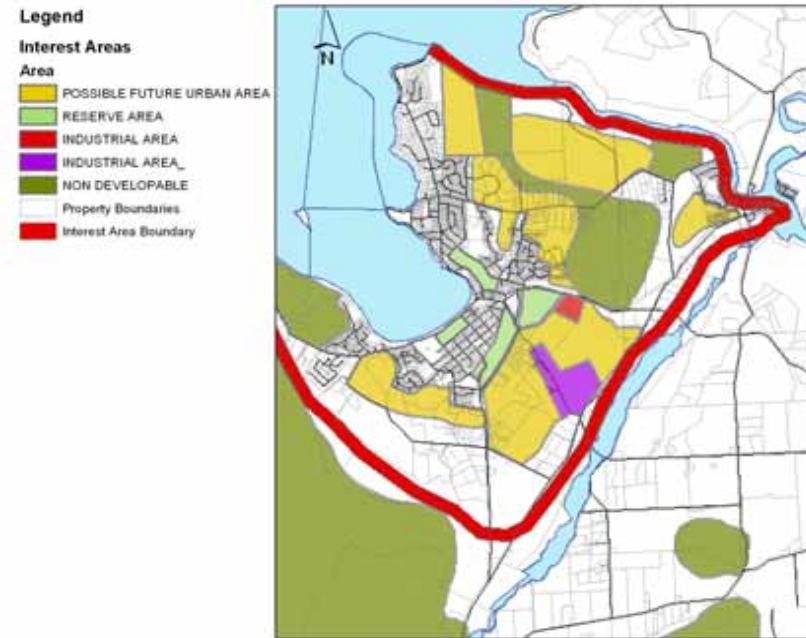 Legend
Interest Areas
Area
POSSIBLE FUTURE URBAN AREA
RESERVE AREA
INDUSTRIAL AREA
INDUSTRIAL AREA_
NON DEVELOPABLE
Property Boundaries
Interest Area Boundary
N